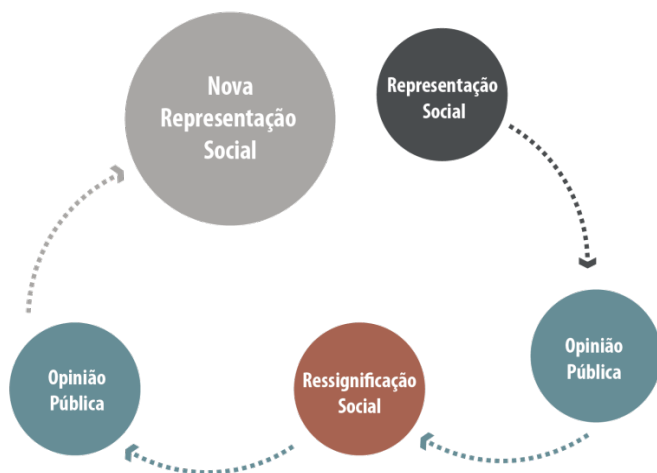 Nova
Representação
Social
Representação
Social
Opinião
Pública
Ressignificação
Social
Opinião
Pública